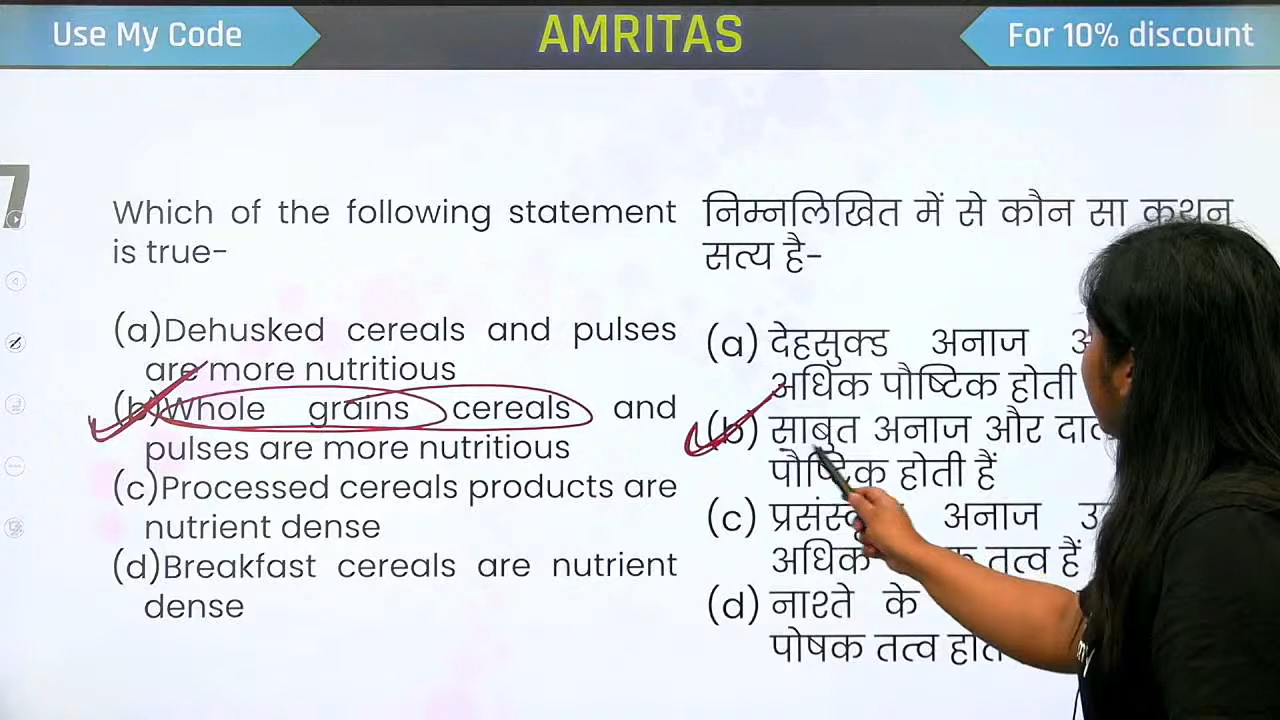 Use My Code
AMRITAS
For 10% discount
7
Which of the following statement
is true-
(a)Dehusked cereals and pulses
are more nutritious
(b)Whole grains cereals and
pulses are more nutritious
(c)Processed cereals products are
nutrient dense
(d)Breakfast cereals are nutrient
dense
निम्नलिखित में से कौन सा कथन
सत्य है-
(a) देहसुक्ड अनाज
अधिक पौष्टिक होती
(b) साबुत अनाज और
पौष्टिक होती हैं
(c) अनाज
अधिक तत्व हैं
(d) नाश्ते के
पोषक तत्व